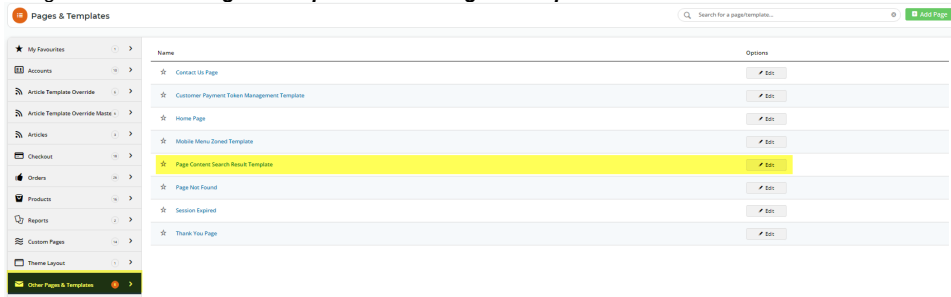 Pages & Templates
Search for a page/template...
Add Page
My Favourites
Accounts
Article Template Override
Article Template Override Maste
Articles
Checkout
Orders
Products
Reports
Custom Pages
Theme Layout
Other Pages & Templates
Name Options
Contact Us Page Edit
Customer Payment Token Management Template Edit
Home Page Edit
Mobile Menu Zoned Template Edit
Page Content Search Result Template Edit
Page Not Found Edit
Session Expired Edit
Thank You Page Edit